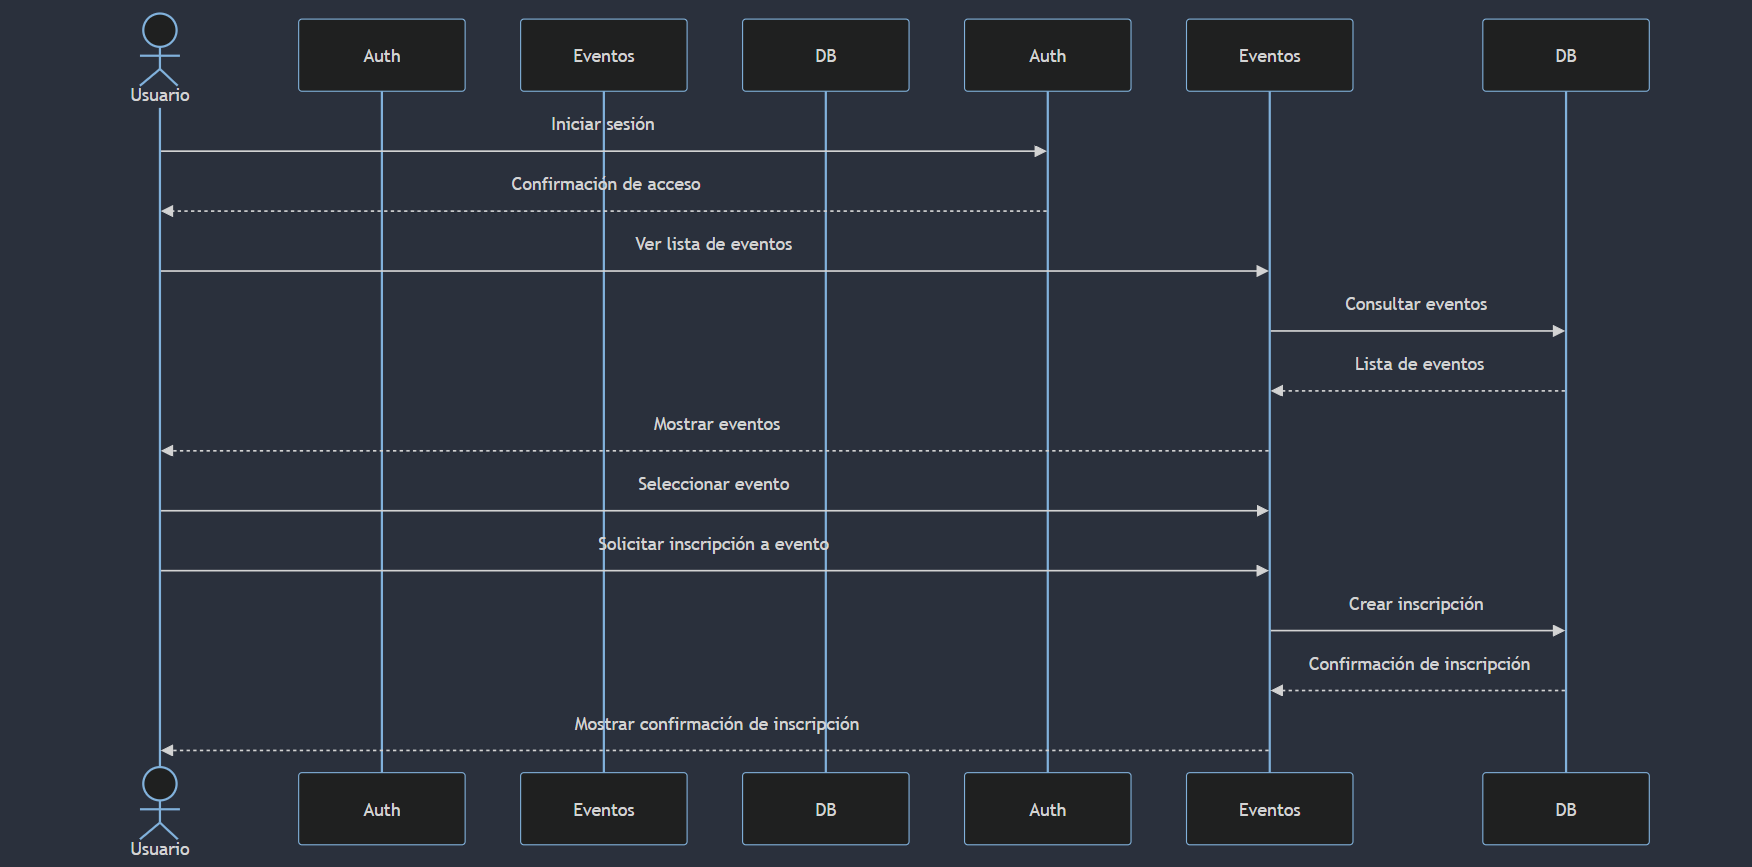 Usuario
Auth
Eventos
DB
Auth
Eventos
DB
Iniciar sesión
Confirmación de acceso
Ver lista de eventos
Consultar eventos
Lista de eventos
Mostrar eventos
Seleccionar evento
Solicitar inscripción a evento
Crear inscripción
Confirmación de inscripción
Mostrar confirmación de inscripción
Usuario
Auth
Eventos
DB
Auth
Eventos
DB